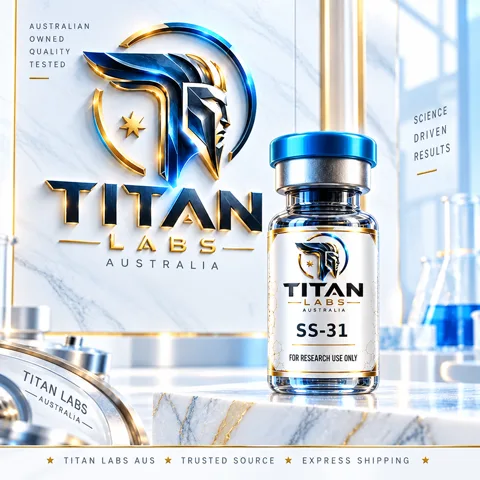 AUSTRALIAN
OWNED
QUALITY
TESTED
TITAN
LABS
AUSTRALIA
SCIENCE
DRIVEN
RESULTS
TITAN
LABS
AUSTRALIA
SS-31
FOR RESEARCH USE ONLY
TITAN LABS
AUSTRALIA
★ TITAN LABS AUS ★ TRUSTED SOURCE ★ EXPRESS SHIPPING ★